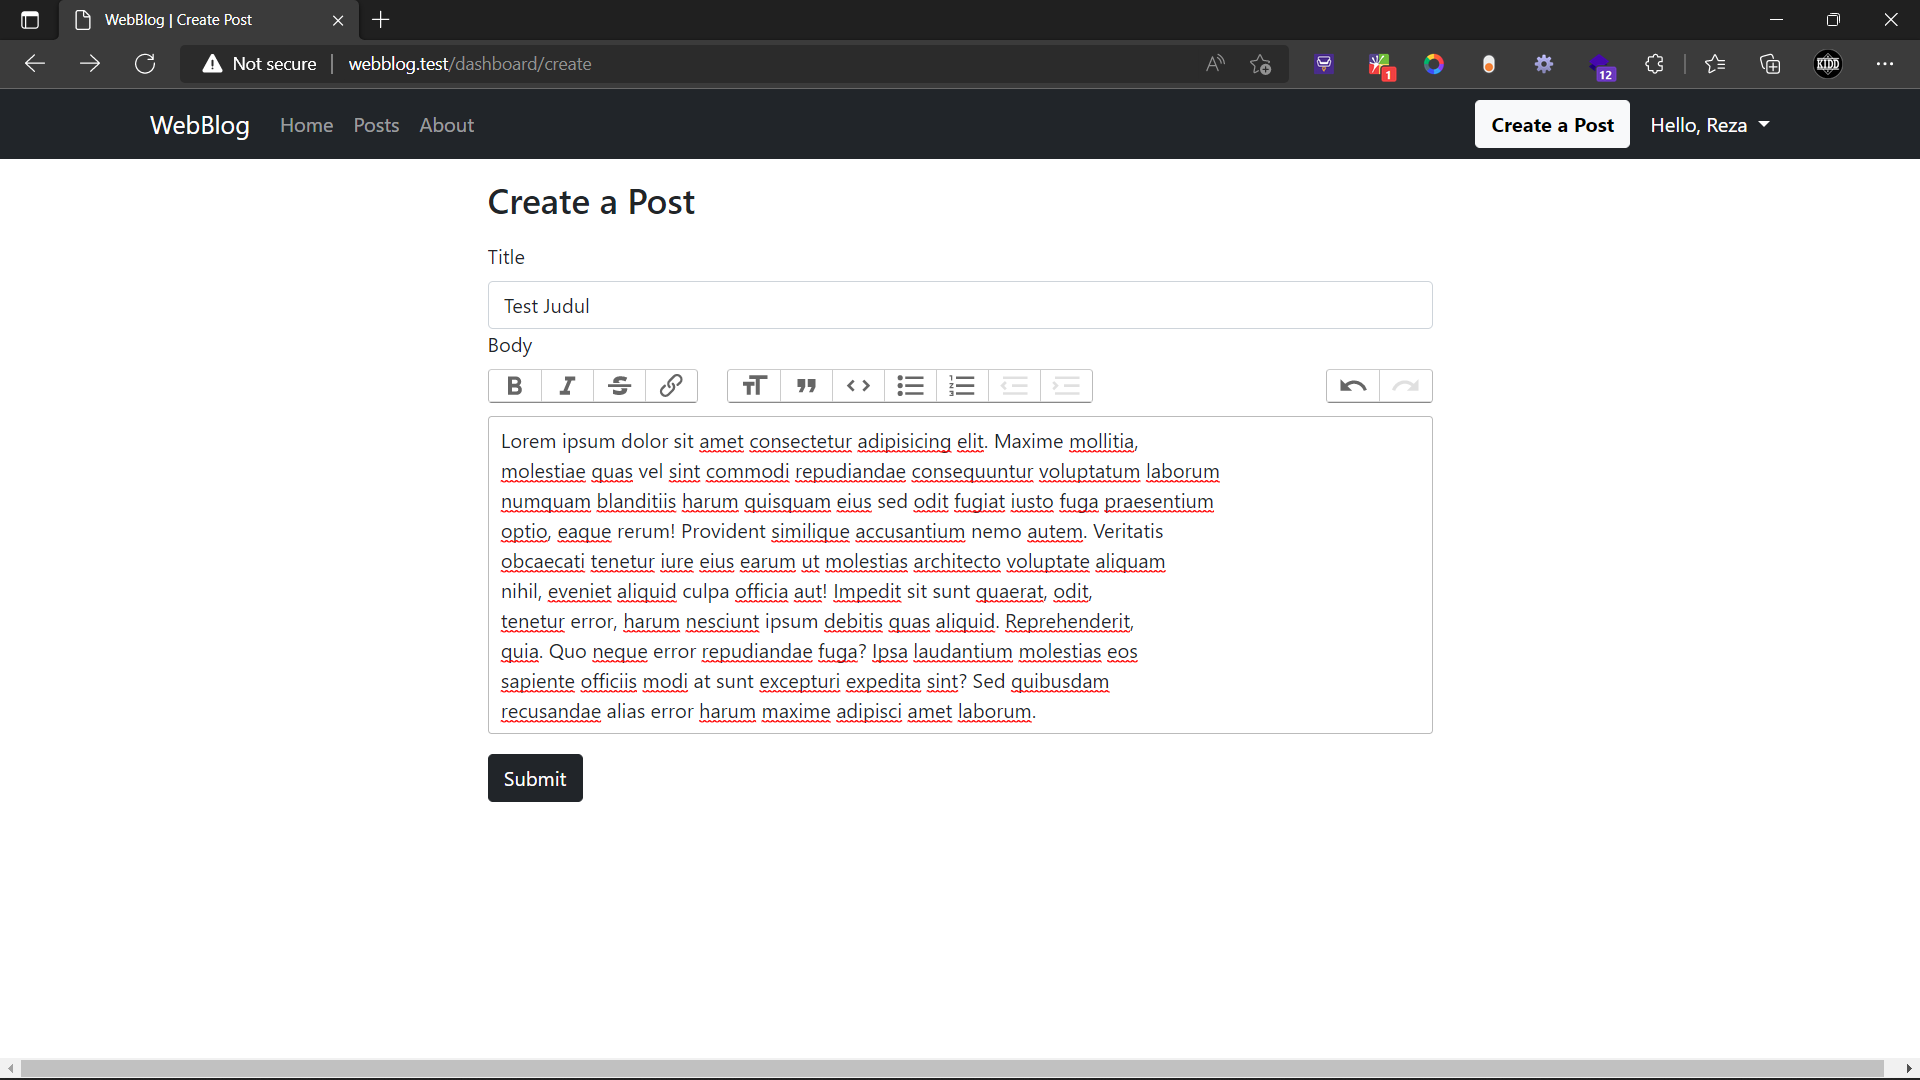 WebBlog | Create Post
Not secure
webblog.test/dashboard/create
1
12
KIDD
WebBlog
Home
Posts
About
Create a Post
Hello, Reza
Create a Post
Title
Test Judul
Body
Lorem ipsum dolor sit amet consectetur adipisicing elit. Maxime mollitia,
molestiae quas vel sint commodi repudiandae consequuntur voluptatum laborum
numquam blanditiis harum quisquam eius sed odit fugiat iusto fuga praesentium
optio, eaque rerum! Provident similique accusantium nemo autem. Veritatis
obcaecati tenetur iure eius earum ut molestias architecto voluptate aliquam
nihil, eveniet aliquid culpa officia aut! Impedit sit sunt quaerat, odit,
tenetur error, harum nesciunt ipsum debitis quas aliquid. Reprehenderit,
quia. Quo neque error repudiandae fuga? Ipsa laudantium molestias eos
sapiente officiis modi at sunt excepturi expedita sint? Sed quibusdam
recusandae alias error harum maxime adipisci amet laborum.
Submit